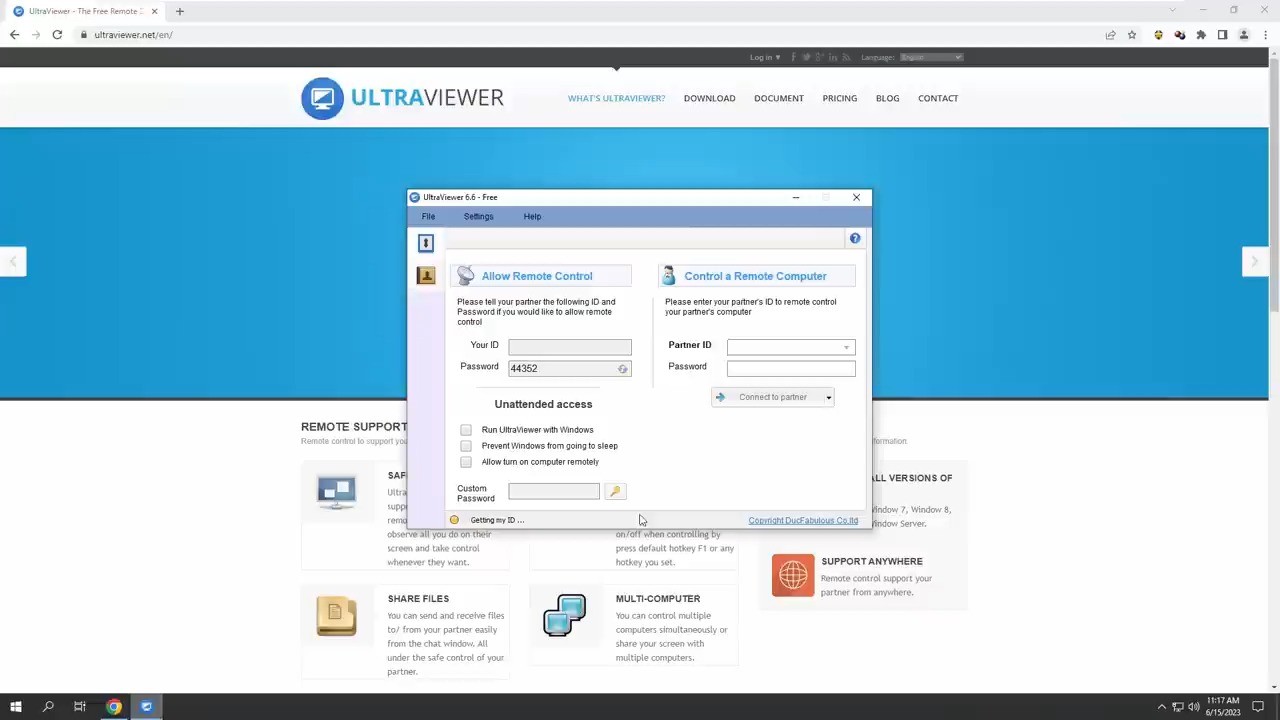 UltraViewer - The Free Remote
ultraviewer.net/en/
Log in
Language:
English
ULTRAVIEWER
WHAT'S ULTRAVIEWER?
DOWNLOAD
DOCUMENT
PRICING
BLOG
CONTACT
UltraViewer 6.6 - Free
File
Settings
Help
Allow Remote Control
Please tell your partner the following ID and
Password if you would like to allow remote
control
Your ID
Password
44352
Unattended access
Run UltraViewer with Windows
Prevent Windows from going to sleep
Allow turn on computer remotely
Custom
Password
Getting my ID ...
Control a Remote Computer
Please enter your partner's ID to remote control
your partner's computer
Partner ID
Password
Connect to partner
Copyright DucFabulous Co,ltd
REMOTE SUPPORT
Remote control to support
observe all you do on their
screen and take control
whenever they want.
on/off when controlling by
press default hotkey F1 or any
hotkey you set.
ALL VERSIONS OF
Window 7, Window 8,
Window Server.
SUPPORT ANYWHERE
Remote control support your
partner from anywhere.
SHARE FILES
You can send and receive files
to/ from your partner easily
from the chat window. All
under the safe control of your
partner.
MULTI-COMPUTER
You can control multiple
computers simultaneously or
share your screen with
multiple computers.
11:17 AM
6/15/2023